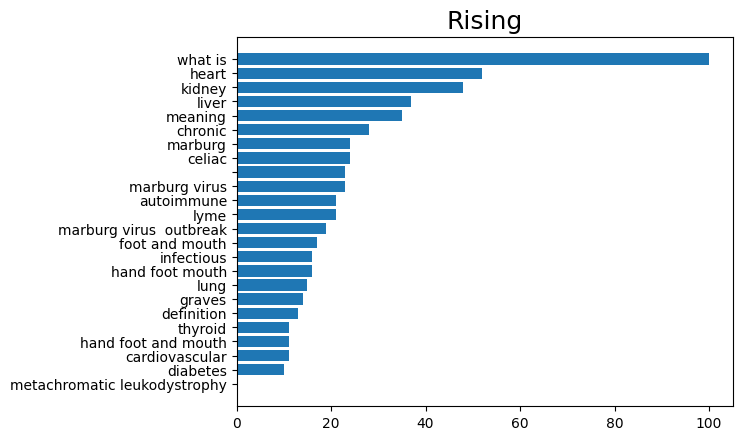 Rising
what is
heart
kidney
liver
meaning
chronic
marburg
celiac
marburg virus
autoimmune
lyme
marburg virus  outbreak
foot and mouth
infectious
hand foot mouth
lung
graves
definition
thyroid
hand foot and mouth
cardiovascular
diabetes
metachromatic leukodystrophy
0 20 40 60 80 100